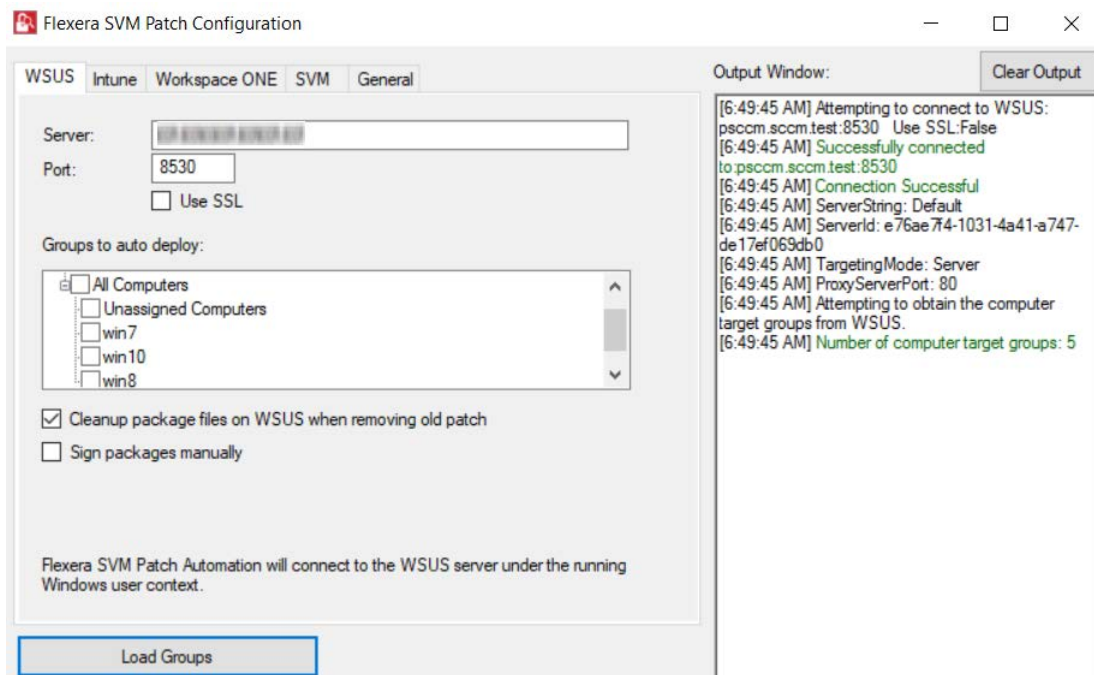 Flexera SVM Patch Configuration
WSUS Intune Workspace ONE SVM General
Server:
Port: 8530
Use SSL
Groups to auto deploy:
All Computers
Unassigned Computers
win7
win10
win8
Cleanup package files on WSUS when removing old patch
Sign packages manually
Flexera SVM Patch Automation will connect to the WSUS server under the running
Windows user context.
Load Groups
Output Window: Clear Output
[6:49:45 AM] Attempting to connect to WSUS:
psccm.sccm.test:8530 Use SSL:False
[6:49:45 AM] Successfully connected
to:psccm.sccm.test:8530
[6:49:45 AM] Connection Successful
[6:49:45 AM] ServerString: Default
[6:49:45 AM] ServerId: e76ae7f4-1031-4a41-a747-
de17ef069db0
[6:49:45 AM] TargetingMode: Server
[6:49:45 AM] ProxyServerPort: 80
[6:49:45 AM] Attempting to obtain the computer
target groups from WSUS.
[6:49:45 AM] Number of computer target groups: 5